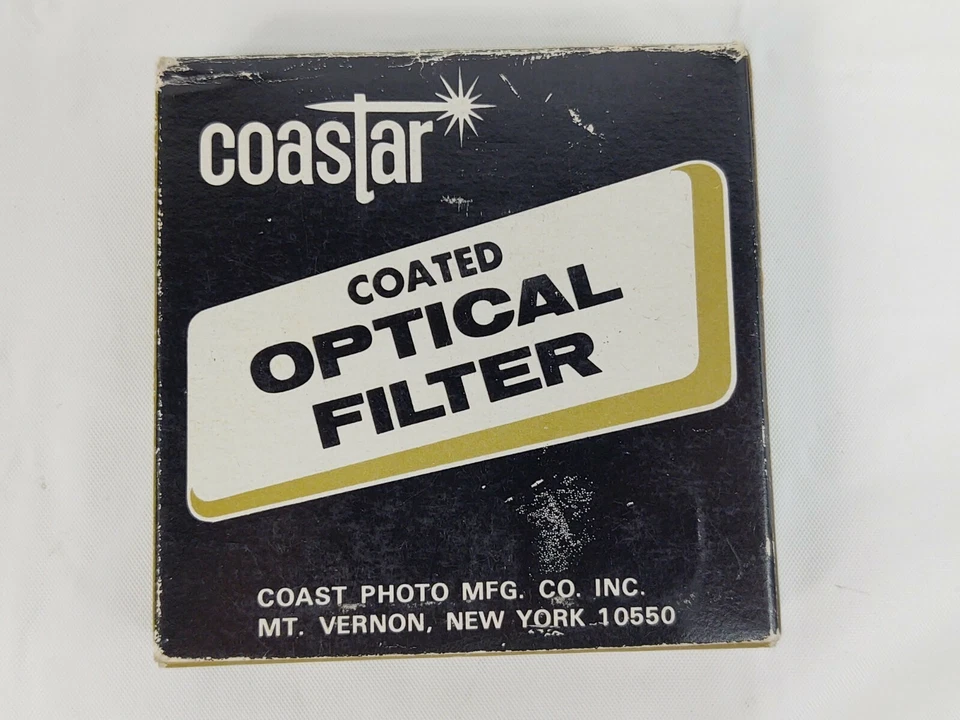 coastar
COATED
OPTICAL
FILTER
COAST PHOTO MFG. CO. INC.
MT. VERNON, NEW YORK 10550